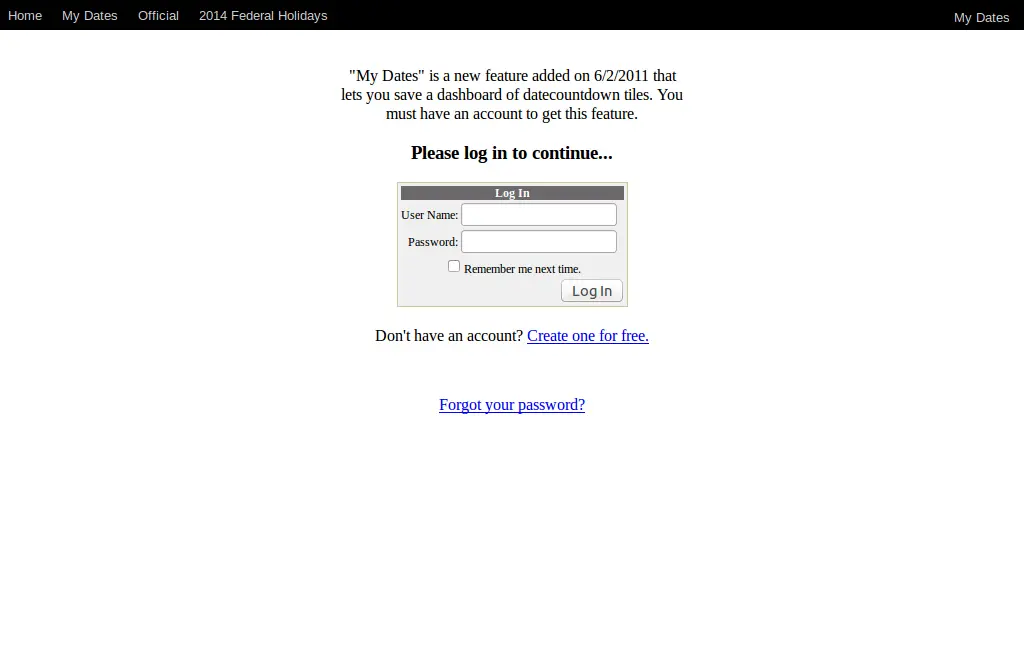 Home My Dates Official 2014 Federal Holidays My Dates
"My Dates" is a new feature added on 6/2/2011 that
lets you save a dashboard of datecountdown tiles. You
must have an account to get this feature.
Please log in to continue...
Log In
User Name:
Password:
Remember me next time.
Log In
Don't have an account? Create one for free.
Forgot your password?